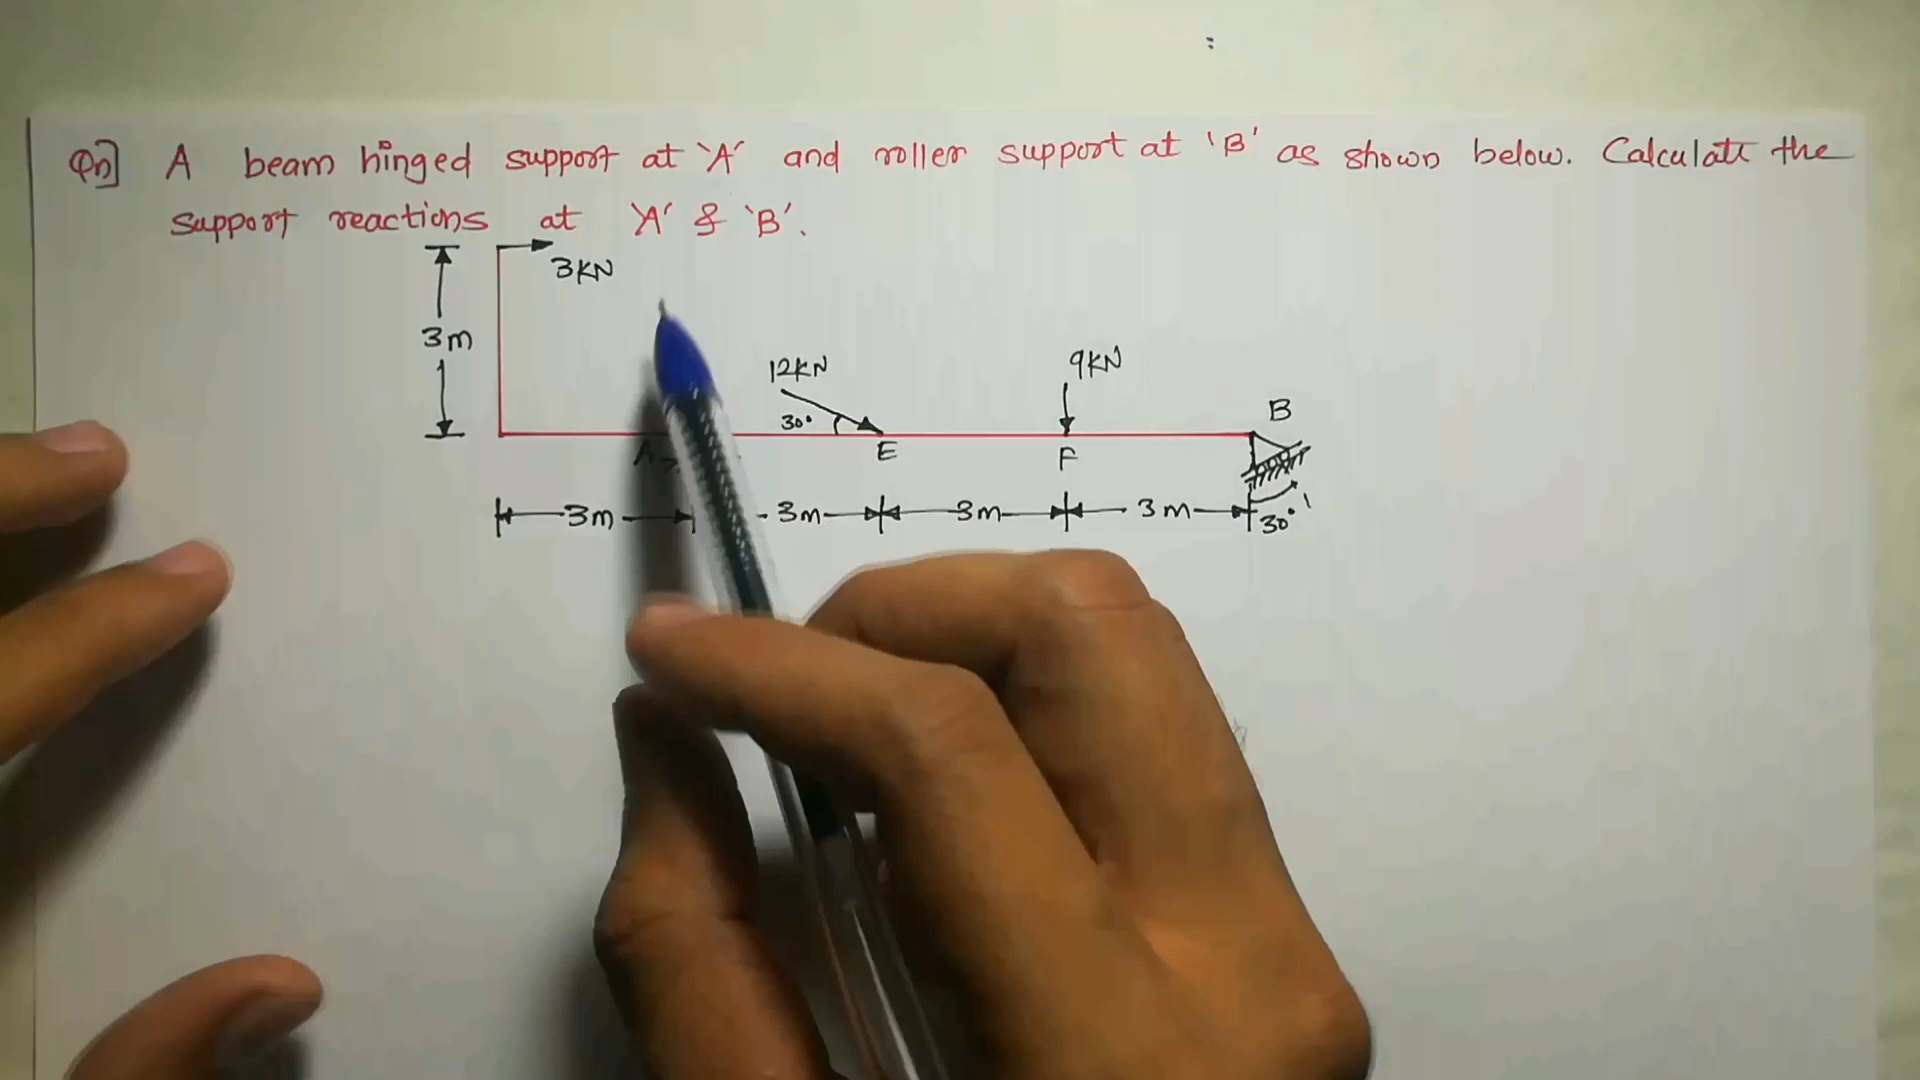 Qn] A beam hinged support at 'A' and roller support at 'B' as shown below. Calculate the
support reactions at 'A' & 'B'.
3KN
3m
12KN
9KN
30°
B
E
F
3m
3m
3m
3m
30°